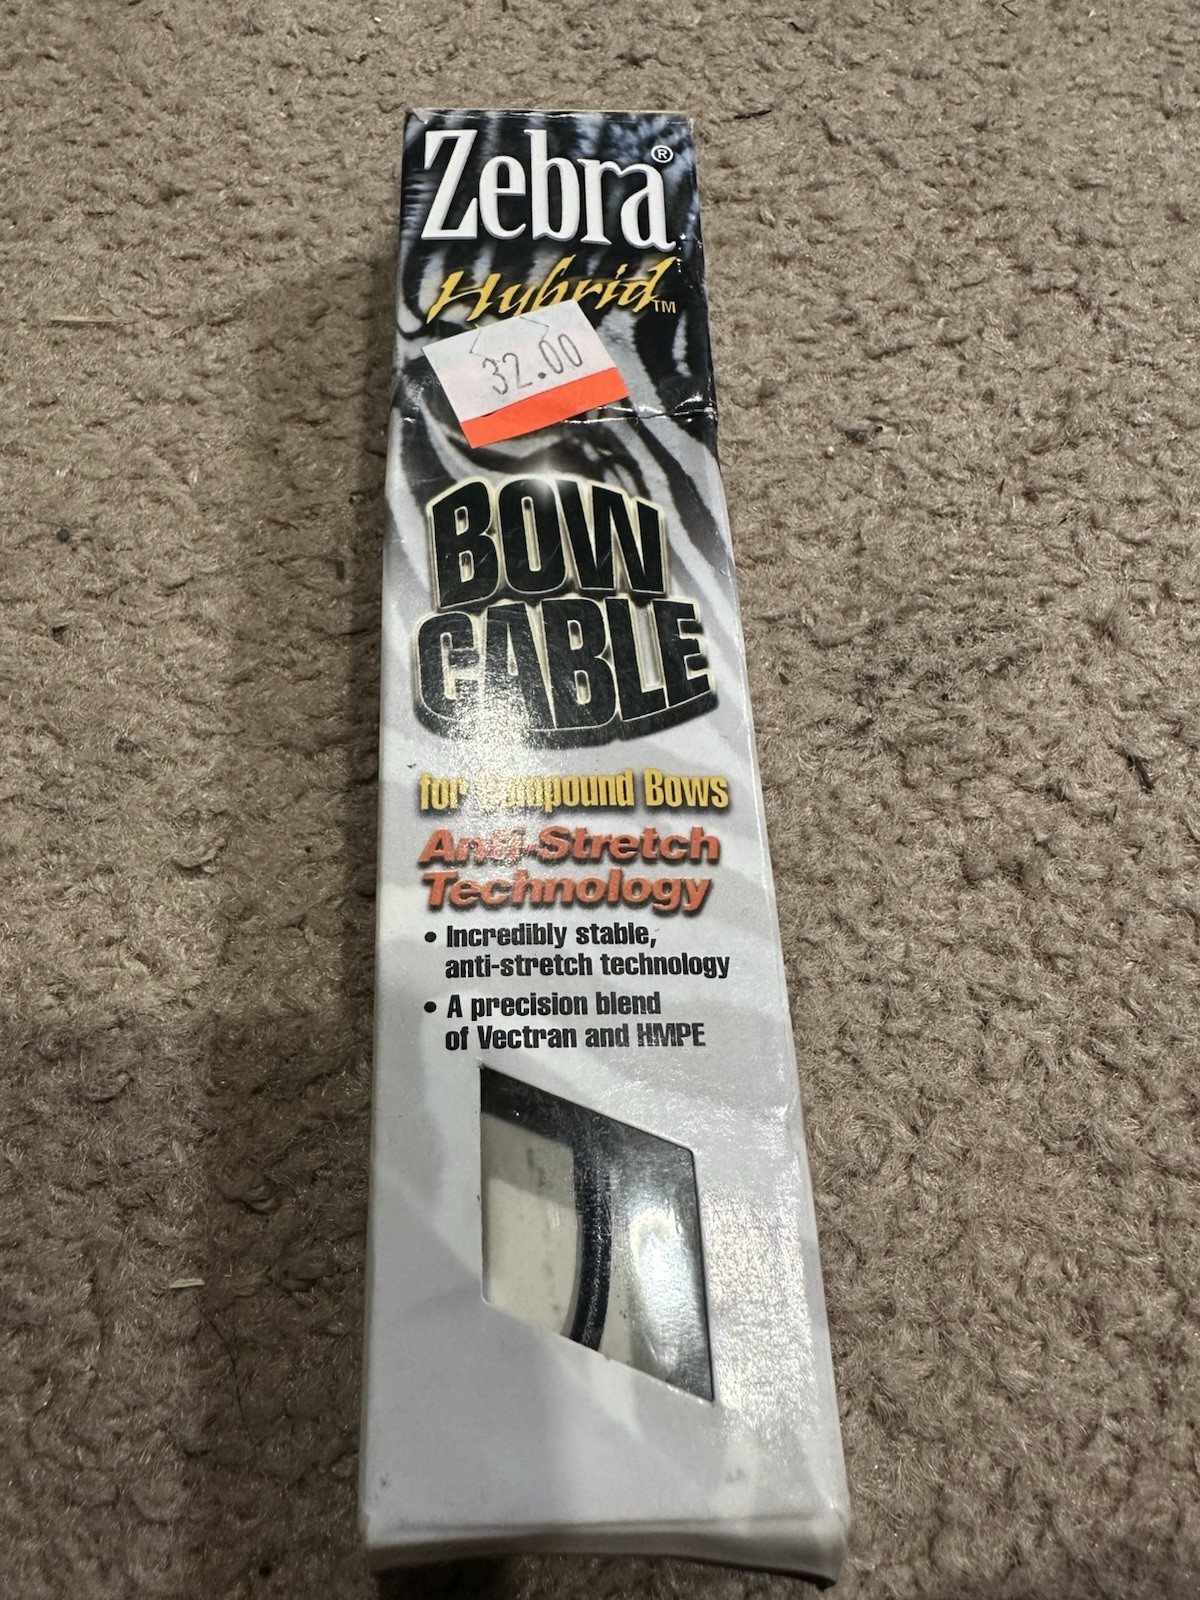 Zebra®
Hybrid™
32.00
BOW
CABLE
for Compound Bows
Anti-Stretch
Technology
• Incredibly stable,
anti-stretch technology
• A precision blend
of Vectran and HMPE